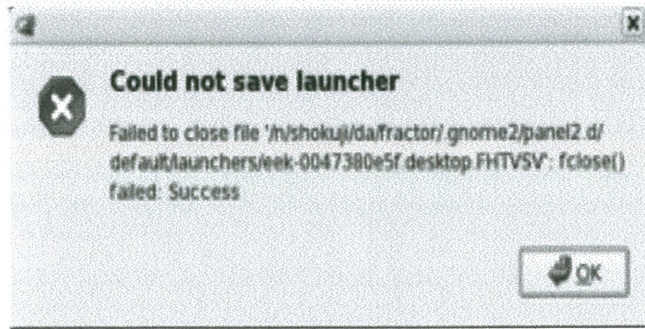 Could not save launcher
Failed to close file '/n/shokuji/da/fractor/.gnome2/panel2.d/
default/launchers/eek-0047380e5f.desktop.FHTVSV': fclose()
failed: Success
OK